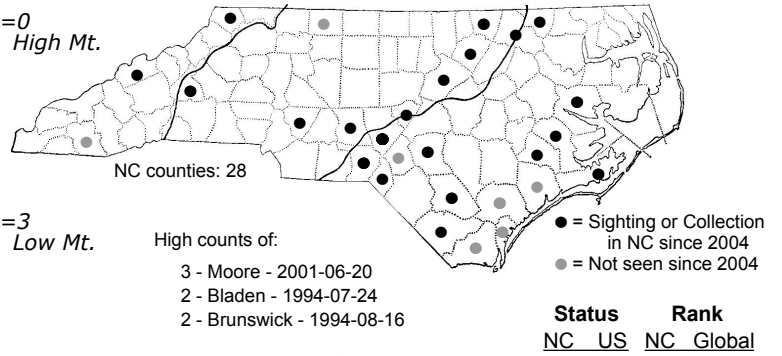 =0
High Mt.
NC counties: 28
=3
Low Mt.
High counts of:
3 - Moore - 2001-06-20
2 - Bladen - 1994-07-24
2 - Brunswick - 1994-08-16
= Sighting or Collection
in NC since 2004
= Not seen since 2004
Status Rank
NC US NC Global